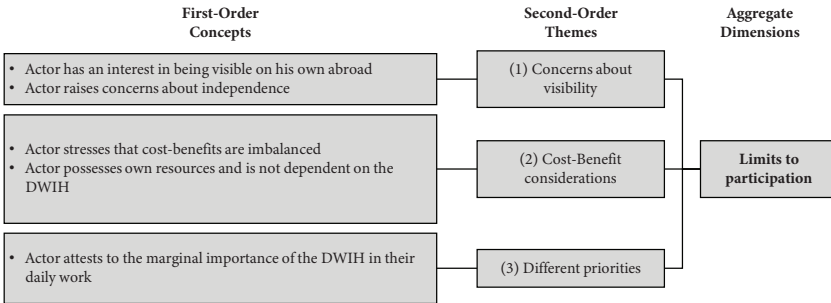 First-Order
Concepts
Second-Order
Themes
Aggregate
Dimensions
• Actor has an interest in being visible on his own abroad
• Actor raises concerns about independence
(1) Concerns about
visibility
• Actor stresses that cost-benefits are imbalanced
• Actor possesses own resources and is not dependent on the
DWIH
(2) Cost-Benefit
considerations
Limits to
participation
• Actor attests to the marginal importance of the DWIH in their
daily work
(3) Different priorities